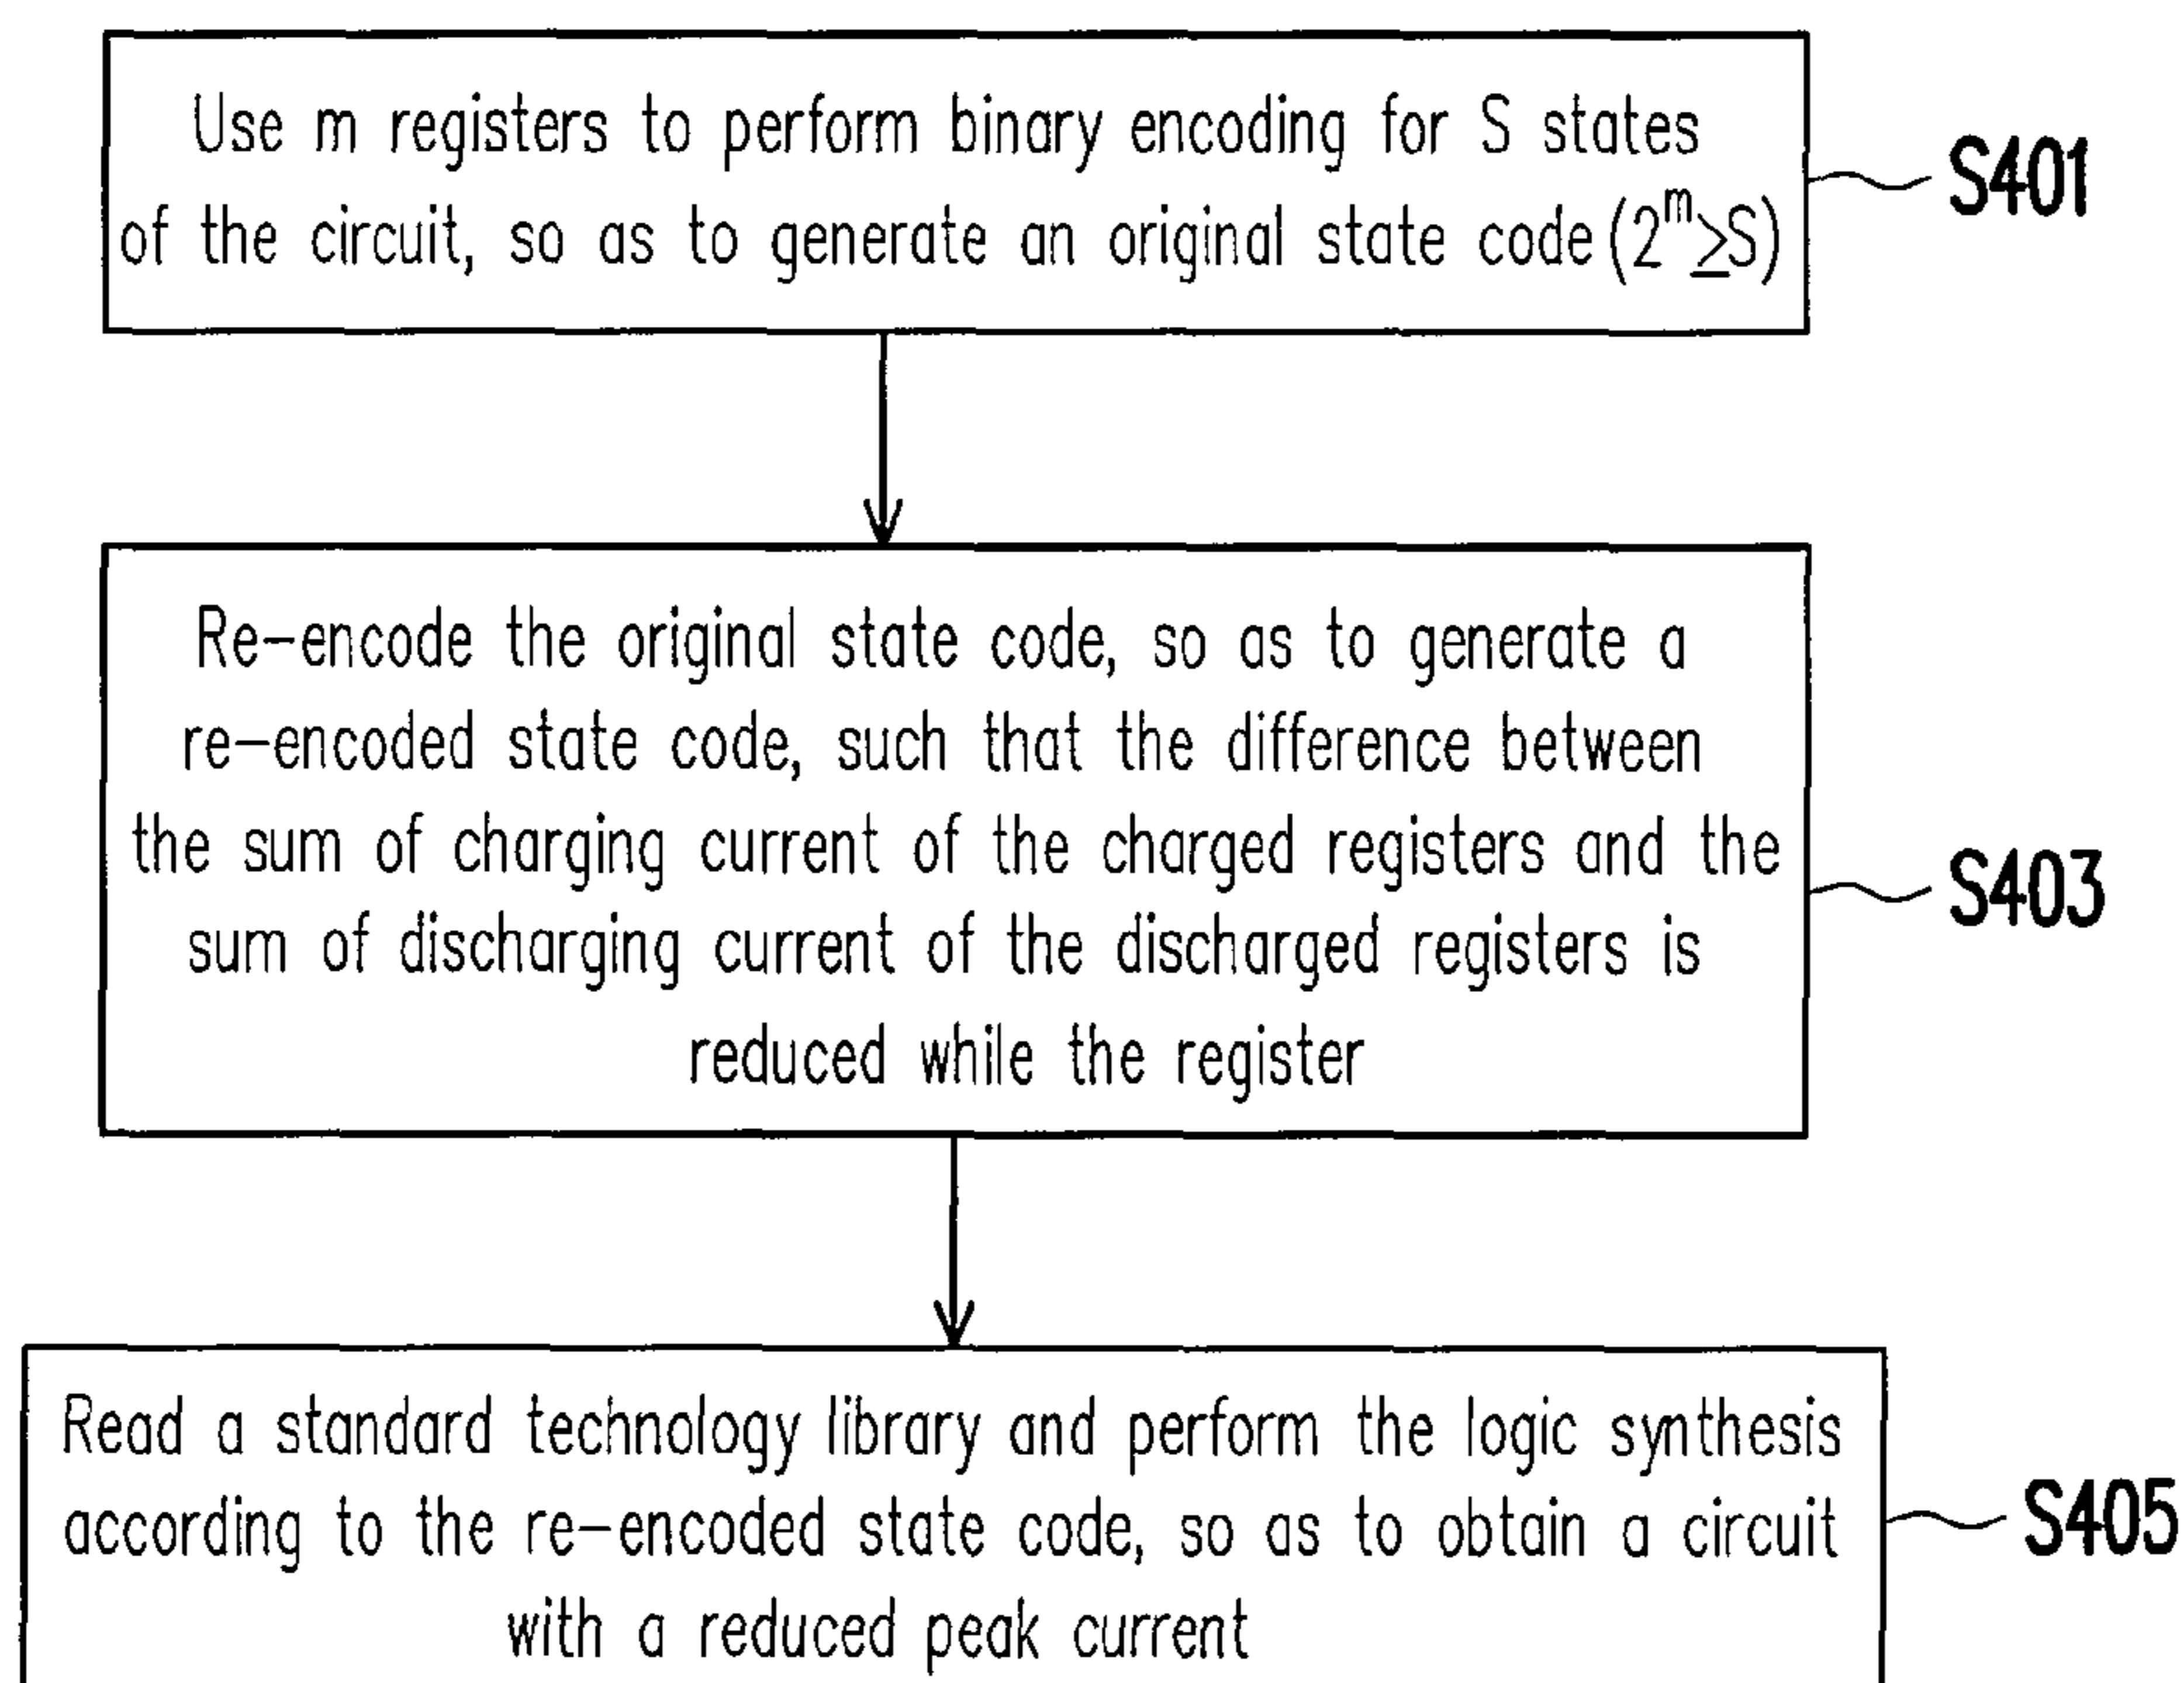 Use m registers to perform binary encoding for S states
of the circuit, so as to generate an original state code (2^m ≥ S)
S401
Re-encode the original state code, so as to generate a
re-encoded state code, such that the difference between
the sum of charging current of the charged registers and the
sum of discharging current of the discharged registers is
reduced while the register
S403
Read a standard technology library and perform the logic synthesis
according to the re-encoded state code, so as to obtain a circuit
with a reduced peak current
S405